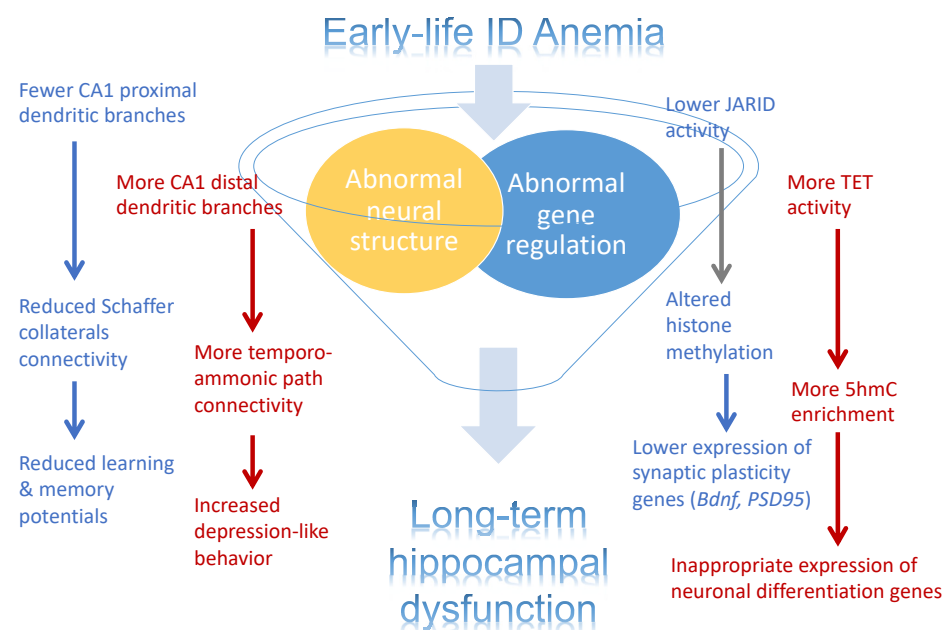 Early-life ID Anemia
Fewer CA1 proximal
dendritic branches
Reduced Schaffer
collaterals
connectivity
Reduced learning
& memory
potentials
More CA1 distal
dendritic branches
More temporo-
ammonic path
connectivity
Increased
depression-like
behavior
Abnormal
neural
structure
Abnormal
gene
regulation
Long-term
hippocampal
dysfunction
Lower JARID
activity
Altered
histone
methylation
Lower expression of
synaptic plasticity
genes (Bdnf, PSD95)
More TET
activity
More 5hmC
enrichment
Inappropriate expression of
neuronal differentiation genes